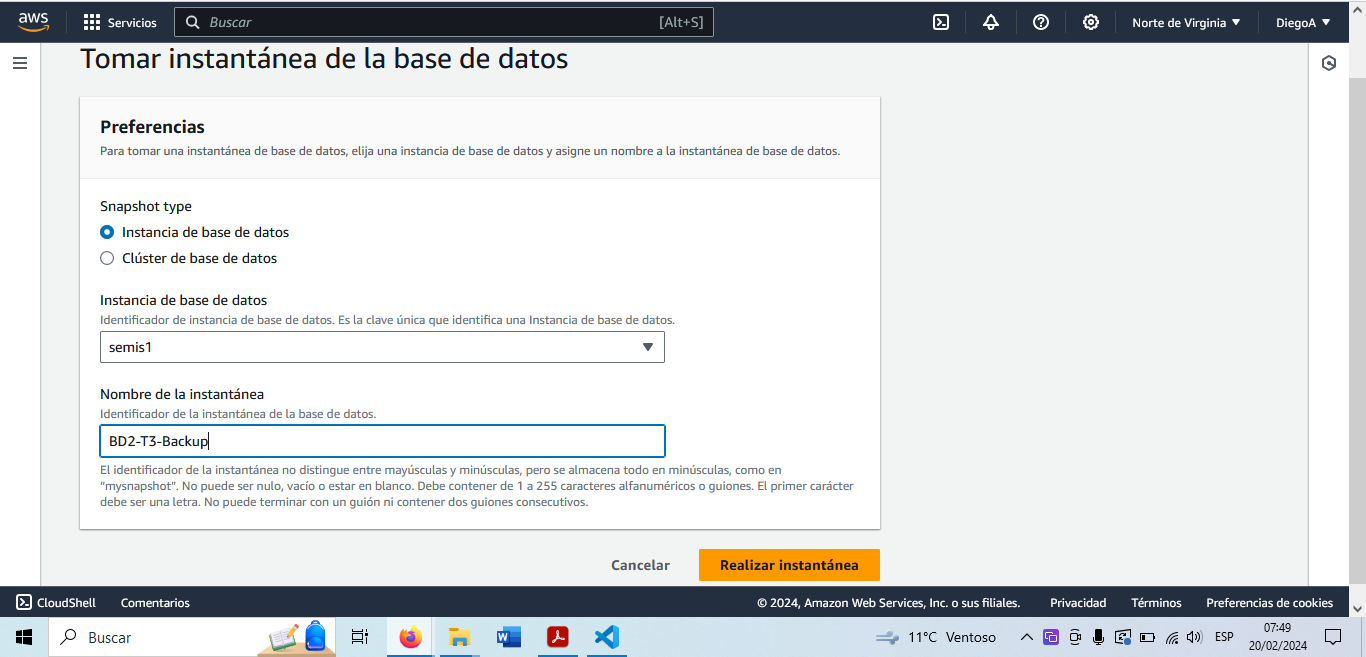 aws
Servicios
Buscar
[Alt+S]
Norte de Virginia
DiegoA
Tomar instantánea de la base de datos
Preferencias
Para tomar una instantánea de base de datos, elija una instancia de base de datos y asigne un nombre a la instantánea de base de datos.
Snapshot type
Instancia de base de datos
Clúster de base de datos
Instancia de base de datos
Identificador de instancia de base de datos. Es la clave única que identifica una Instancia de base de datos.
semis1
Nombre de la instantánea
Identificador de la instantánea de la base de datos.
BD2-T3-Backup
El identificador de la instantánea no distingue entre mayúsculas y minúsculas, pero se almacena todo en minúsculas, como en
“mysnapshot”. No puede ser nulo, vacío o estar en blanco. Debe contener de 1 a 255 caracteres alfanuméricos o guiones. El primer carácter
debe ser una letra. No puede terminar con un guión ni contener dos guiones consecutivos.
Cancelar
Realizar instantánea
CloudShell
Comentarios
© 2024, Amazon Web Services, Inc. o sus filiales.
Privacidad
Términos
Preferencias de cookies
Buscar
11°C Ventoso
ESP
07:49
20/02/2024